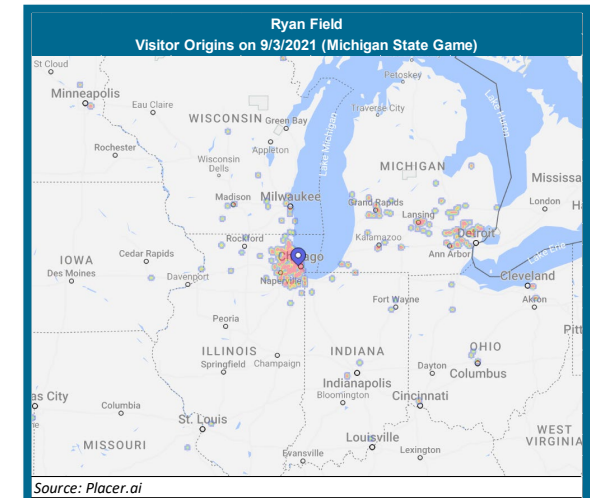 Ryan Field
Visitor Origins on 9/3/2021 (Michigan State Game)
St Cloud
Petoskey
Minneapolis
Eau Claire
Traverse City
Lake Huron
WISCONSIN
Green Bay
Lake Michigan
Rochester
Appleton
Wisconsin
Dells
MICHIGAN
Mississa
Madison
Milwaukee
Grand Rapids
Lansing
London
H
Rockford
Kalamazoo
Detroit
Ann Arbor
IOWA
Cedar Rapids
Chicago
Lake Erie
Des Moines
Davenport
Naperville
Cleveland
Fort Wayne
Akron
Peoria
Pitt
ILLINOIS
INDIANA
OHIO
Springfield
Champaign
Dayton
Columbus
Indianapolis
as City
Columbia
Bloomington
Cincinnati
St. Louis
WEST
VIRGINIA
MISSOURI
Louisville
Evansville
Lexington
Source: Placer.ai